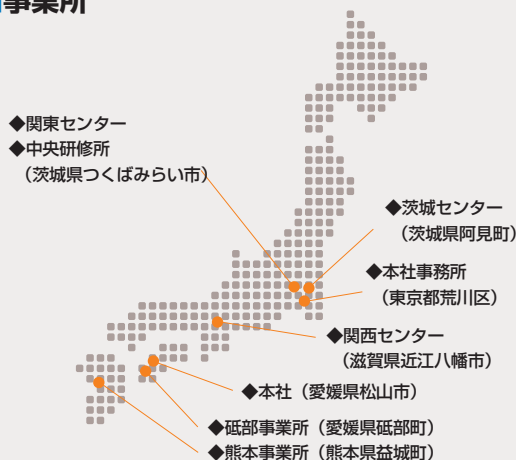 事業所
◆関東センター
◆中央研修所
（茨城県つくばみらい市）
◆茨城センター
（茨城県阿見町）
◆本社事務所
（東京都荒川区）
◆関西センター
（滋賀県近江八幡市）
◆本社（愛媛県松山市）
◆砥部事業所（愛媛県砥部町）
◆熊本事業所（熊本県益城町）